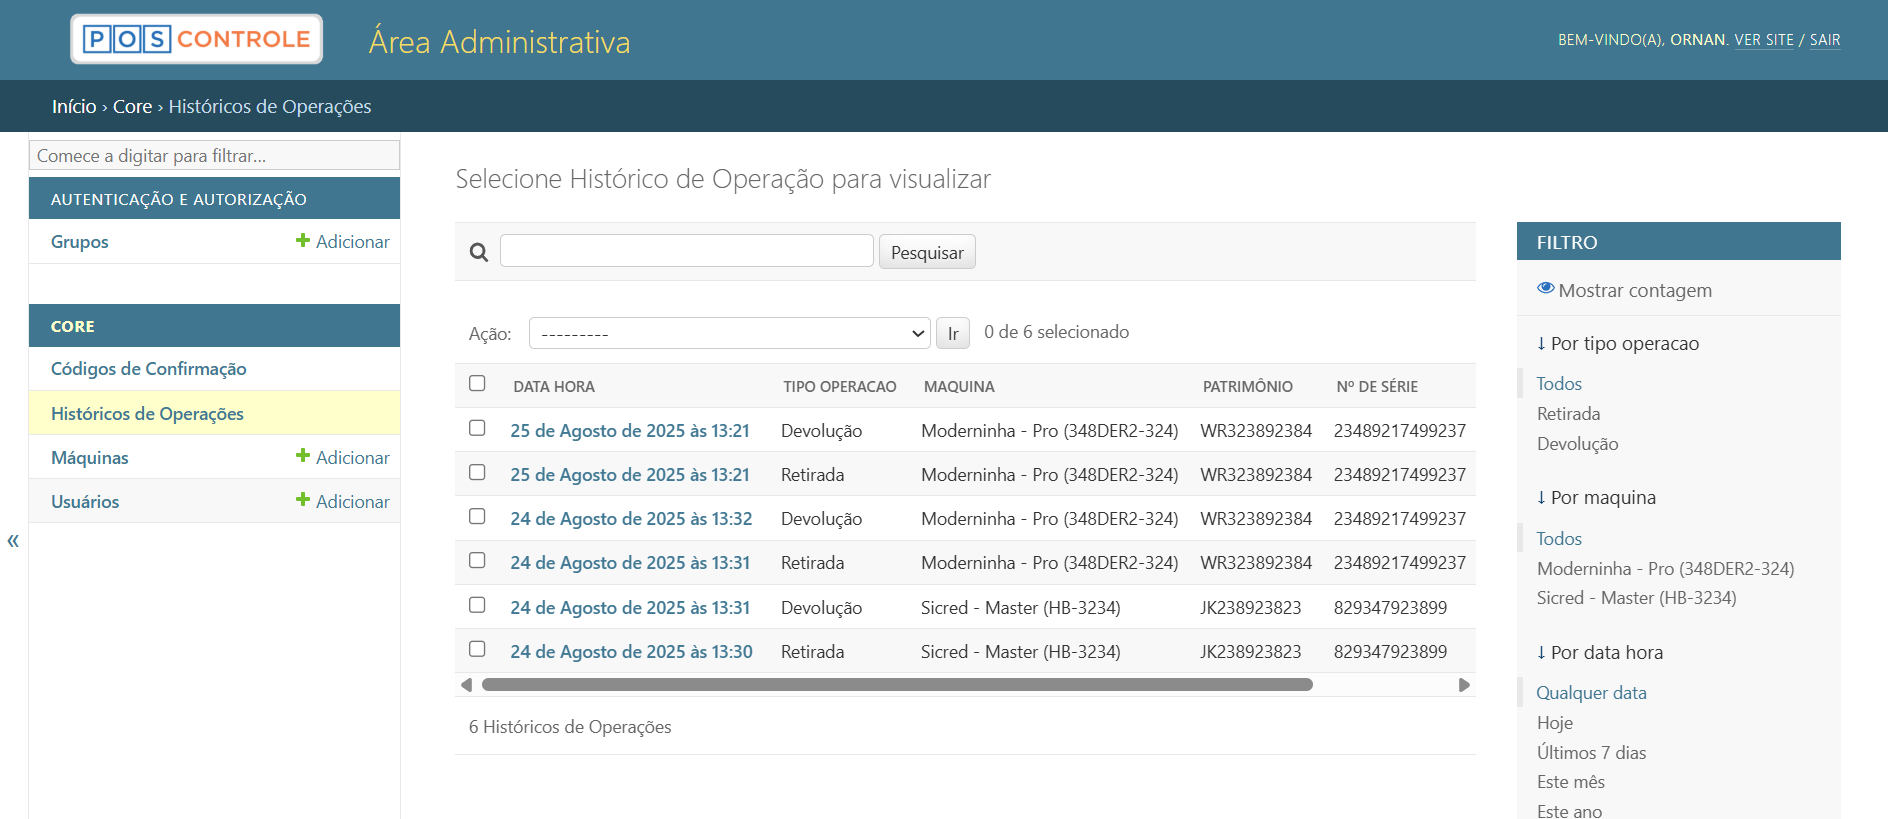 POS CONTROLE
Área Administrativa
BEM-VINDO(A), ORNAN. VER SITE / SAIR
Início › Core › Históricos de Operações
Comece a digitar para filtrar...
AUTENTICAÇÃO E AUTORIZAÇÃO
Grupos Adicionar
CORE
Códigos de Confirmação
Históricos de Operações
Máquinas Adicionar
Usuários Adicionar
«
Selecione Histórico de Operação para visualizar
Pesquisar
Ação: --------- Ir 0 de 6 selecionado
DATA HORA TIPO OPERACAO MAQUINA PATRIMÔNIO Nº DE SÉRIE
25 de Agosto de 2025 às 13:21 Devolução Moderninha - Pro (348DER2-324) WR323892384 23489217499237
25 de Agosto de 2025 às 13:21 Retirada Moderninha - Pro (348DER2-324) WR323892384 23489217499237
24 de Agosto de 2025 às 13:32 Devolução Moderninha - Pro (348DER2-324) WR323892384 23489217499237
24 de Agosto de 2025 às 13:31 Retirada Moderninha - Pro (348DER2-324) WR323892384 23489217499237
24 de Agosto de 2025 às 13:31 Devolução Sicred - Master (HB-3234) JK238923823 829347923899
24 de Agosto de 2025 às 13:30 Retirada Sicred - Master (HB-3234) JK238923823 829347923899
6 Históricos de Operações
FILTRO
Mostrar contagem
↓ Por tipo operacao
Todos
Retirada
Devolução
↓ Por maquina
Todos
Moderninha - Pro (348DER2-324)
Sicred - Master (HB-3234)
↓ Por data hora
Qualquer data
Hoje
Últimos 7 dias
Este mês
Este ano